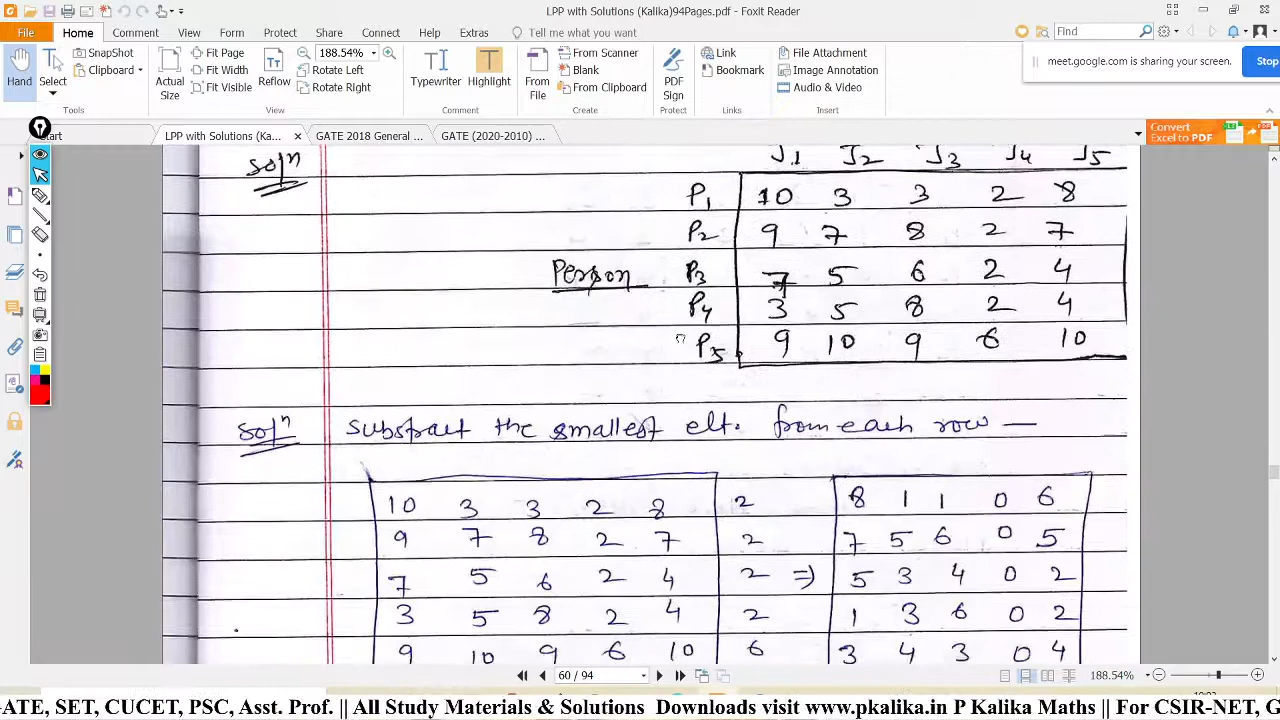 LPP with Solutions (Kalika)94Pages.pdf - Foxit Reader
File Home Comment View Form Protect Share Connect Help Extras Tell me what you want Find
Hand Select SnapShot Clipboard Actual Size Fit Page Fit Width Fit Visible Reflow 188.54% Rotate Left Rotate Right Typewriter Highlight From File From Scanner Blank From Clipboard PDF Sign Link Bookmark File Attachment Image Annotation Audio & Video
Tools View Comment Create Protect Links Insert
meet.google.com is sharing your screen. Stop
LPP with Solutions (Ka... GATE 2018 General ... GATE (2020-2010) ...
Convert Excel to PDF
Solⁿ J1 J2 J3 J4 J5
P1 10 3 3 2 8
P2 9 7 8 2 7
Person P3 7 5 6 2 4
P4 3 5 8 2 4
P5 9 10 9 6 10
Solⁿ Substract the smallest elt. from each row —
10 3 3 2 8 2 8 1 1 0 6
9 7 8 2 7 2 7 5 6 0 5
7 5 6 2 4 2 ⇒ 5 3 4 0 2
3 5 8 2 4 2 1 3 6 0 2
9 10 9 6 10 6 3 4 3 0 4
60 / 94 188.54%
GATE, SET, CUCET, PSC, Asst. Prof. || All Study Materials & Solutions Downloads visit www.pkalika.in P Kalika Maths || For CSIR-NET, G